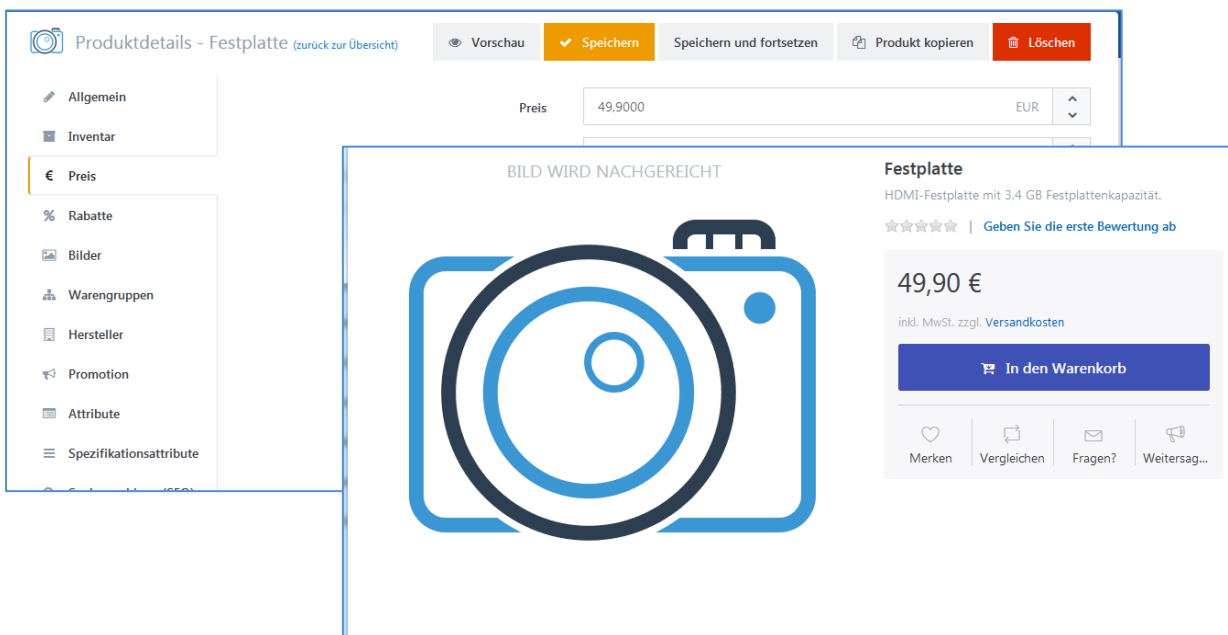 Produktdetails - Festplatte (zurück zur Übersicht)
Vorschau
Speichern
Speichern und fortsetzen
Produkt kopieren
Löschen
Allgemein
Inventar
Preis
Rabatte
Bilder
Warengruppen
Hersteller
Promotion
Attribute
Spezifikationsattribute
Preis
49,9000 EUR
BILD WIRD NACHGEREICHT
Festplatte
HDMI-Festplatte mit 3,4 GB Festplattenkapazität.
| Geben Sie die erste Bewertung ab
49,90 €
inkl. MwSt. zzgl. Versandkosten
In den Warenkorb
Merken
Vergleichen
Fragen?
Weitersag...